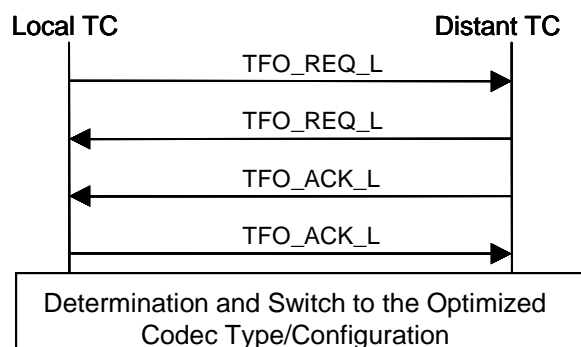 Local TC
Distant TC
TFO_REQ_L
TFO_REQ_L
TFO_ACK_L
TFO_ACK_L
Determination and Switch to the Optimized
Codec Type/Configuration